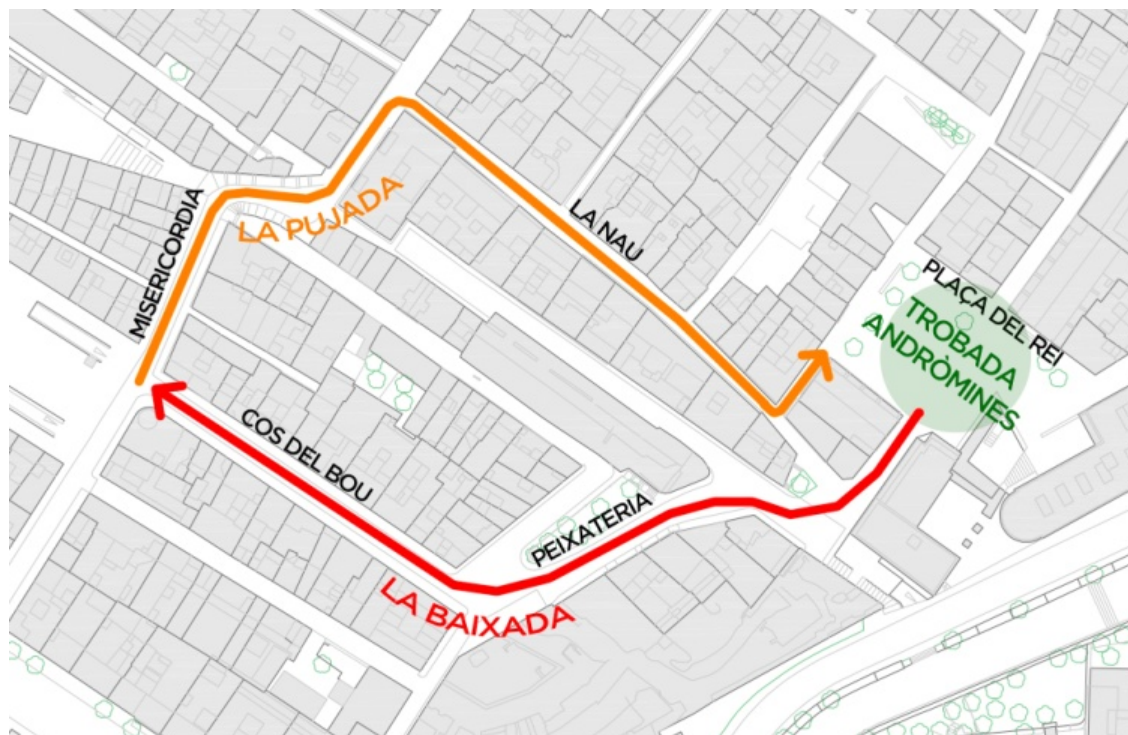 MISERICORDIA
LA PUJADA
LA NAU
PLAÇA DEL REI
TROBADA
ANDRÒMINES
COS DEL BOU
PEIXATERIA
LA BAIXADA